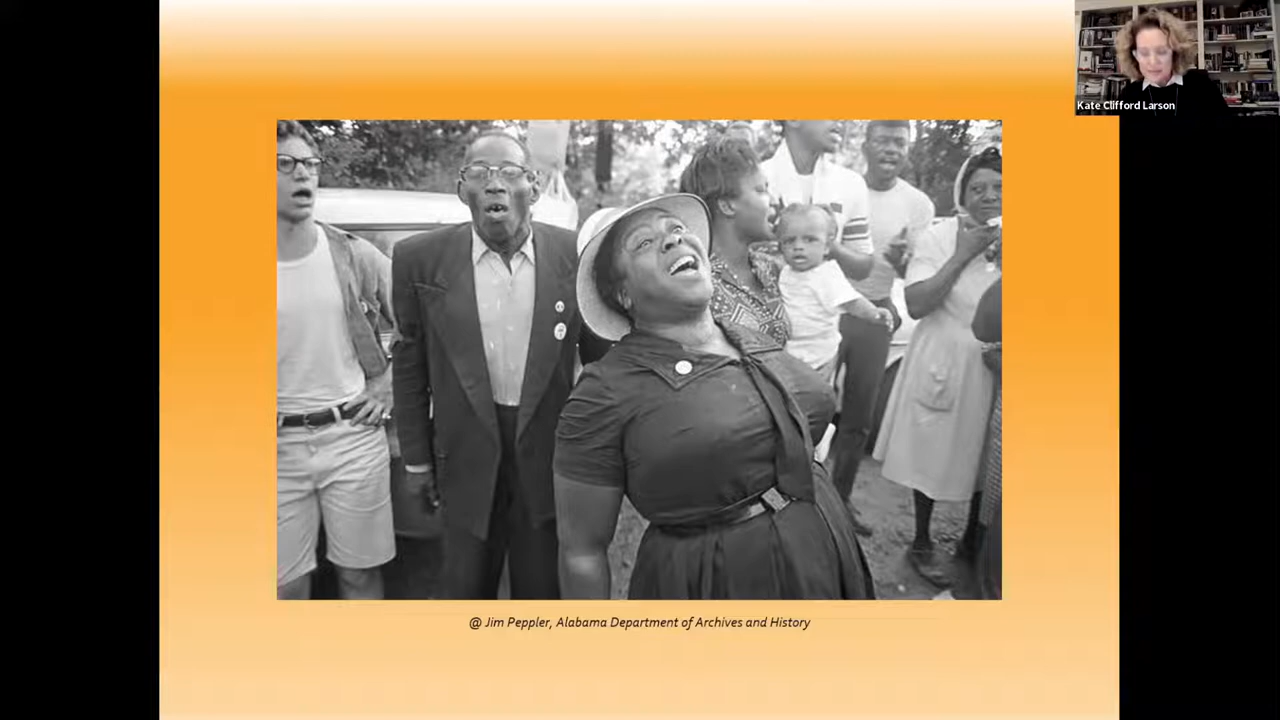 Kate Clifford Larson
@ Jim Peppler, Alabama Department of Archives and History